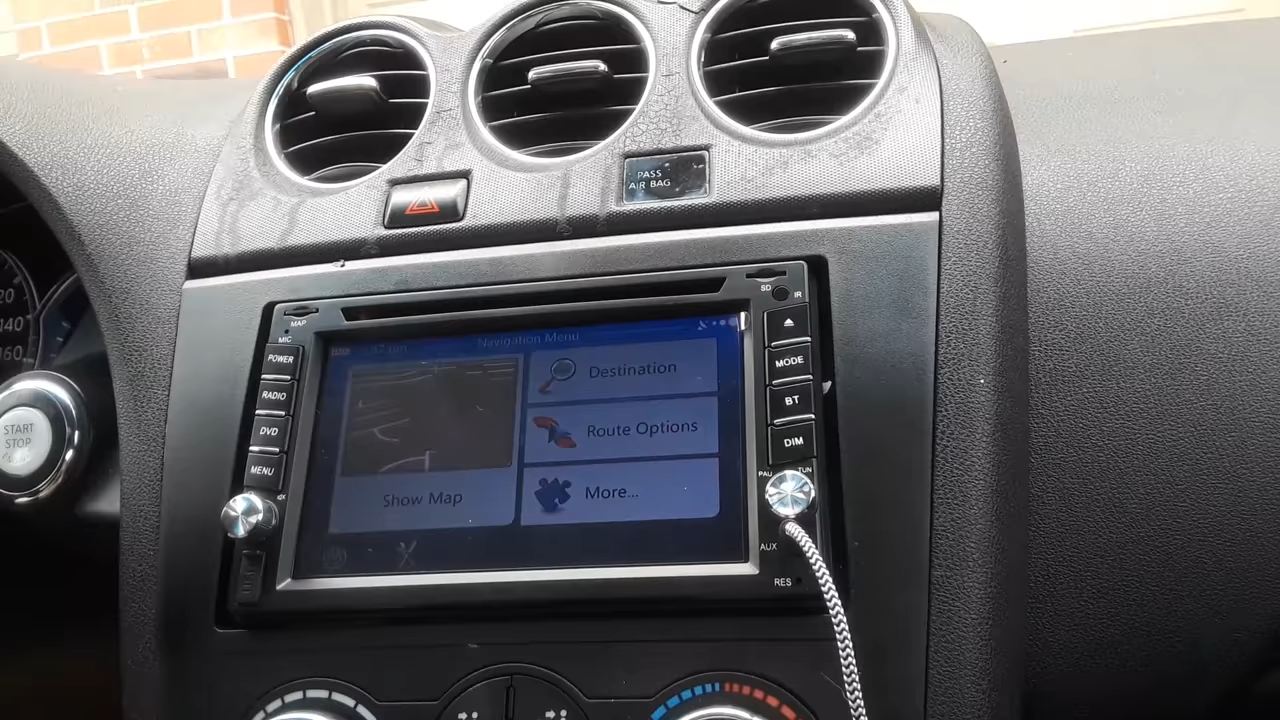 PASS
AIR BAG
20
140
160
START
STOP
MAP
MIC
POWER
RADIO
DVD
MENU
SD
IR
MODE
BT
DIM
PAU
TUN
AUX
RES
Navigation Menu
Destination
Route Options
More...
Show Map